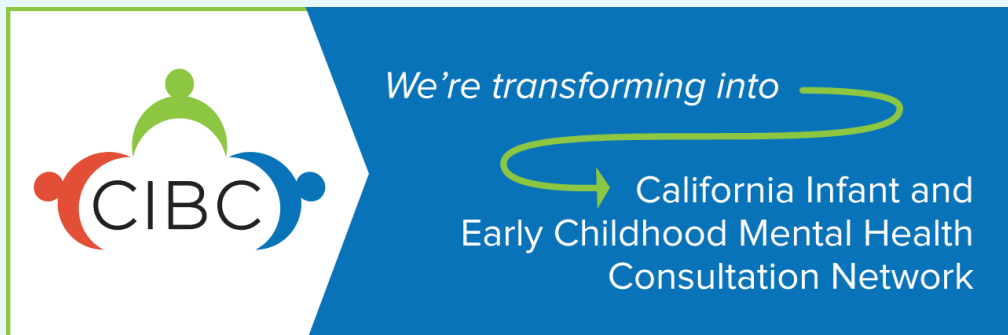 CIBC
We’re transforming into
California Infant and
Early Childhood Mental Health
Consultation Network